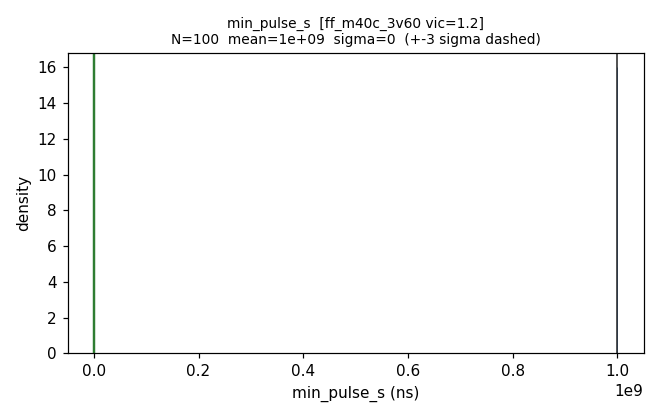 min_pulse_s  [ff_m40c_3v60 vic=1.2]
N=100  mean=1e+09  sigma=0  (+-3 sigma dashed)
16
14
12
10
8
6
4
2
0
density
0.0 0.2 0.4 0.6 0.8 1.0
1e9
min_pulse_s (ns)